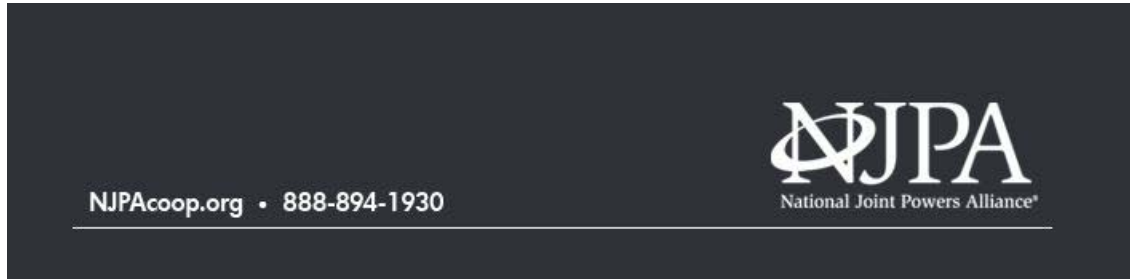 NJPA
National Joint Powers Alliance®
NJPAcoop.org • 888-894-1930